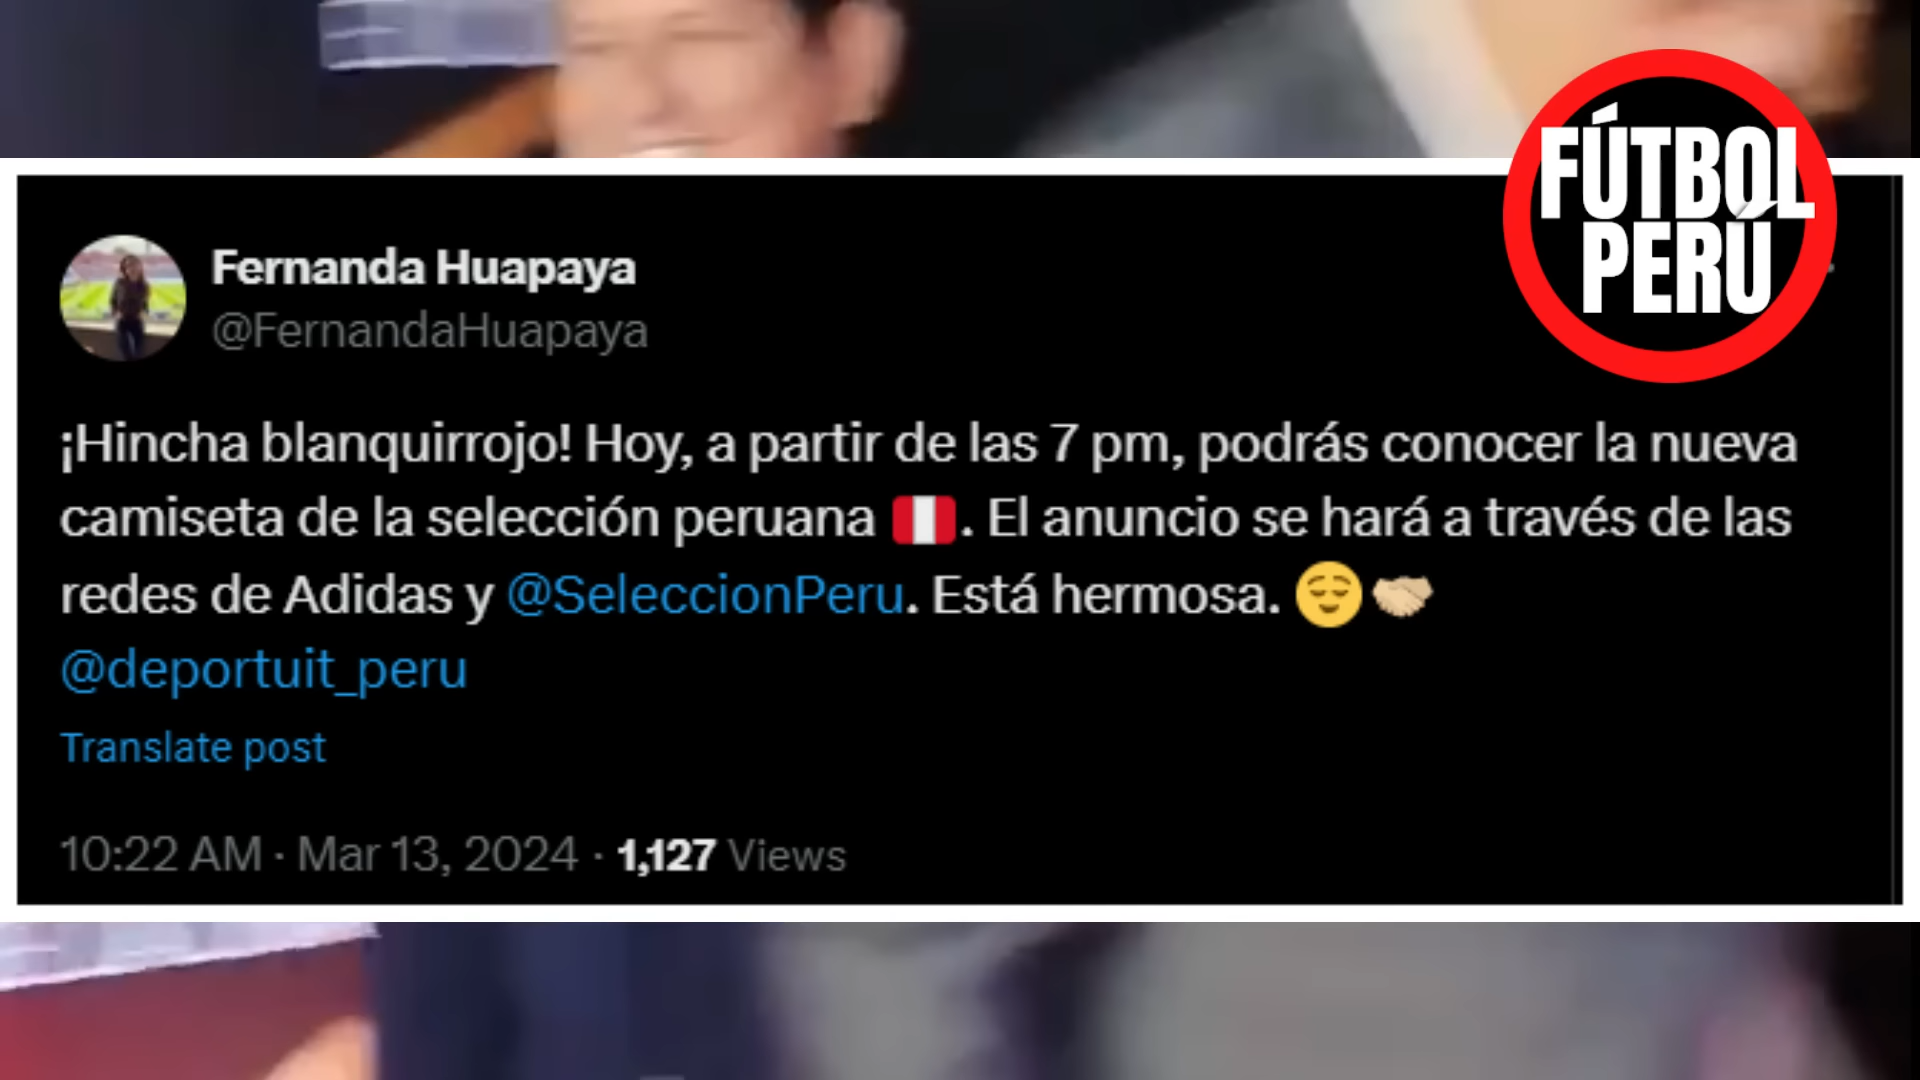 FÚTBOL
PERÚ
Fernanda Huapaya
@FernandaHuapaya
¡Hincha blanquirrojo! Hoy, a partir de las 7 pm, podrás conocer la nueva
camiseta de la selección peruana 🇵🇪. El anuncio se hará a través de las
redes de Adidas y @SeleccionPeru. Está hermosa. 😌🤝🏼
@deportuit_peru
Translate post
10:22 AM · Mar 13, 2024 · 1,127 Views